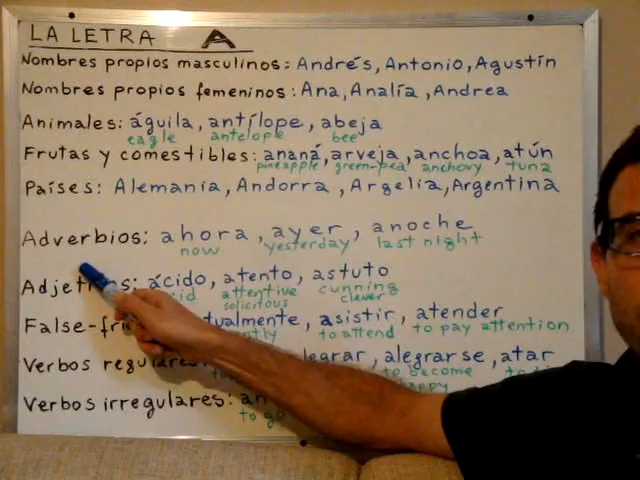 LA LETRA A
Nombres propios masculinos: Andrés, Antonio, Agustín
Nombres propios femeninos: Ana, Analía, Andrea
Animales: águila, antílope, abeja
eagle antelope bee
Frutas y comestibles: ananá, arveja, anchoa, atún
pineapple green-pea anchovy tuna
Países: Alemania, Andorra, Argelia, Argentina
Adverbios: ahora, ayer, anoche
now yesterday last night
ácido, atento, astuto
attentive cunning
solicitous clever
asistir, atender
to attend to pay attention
Verbos alegrarse, atar
to become
Verbos irregulares:
to go